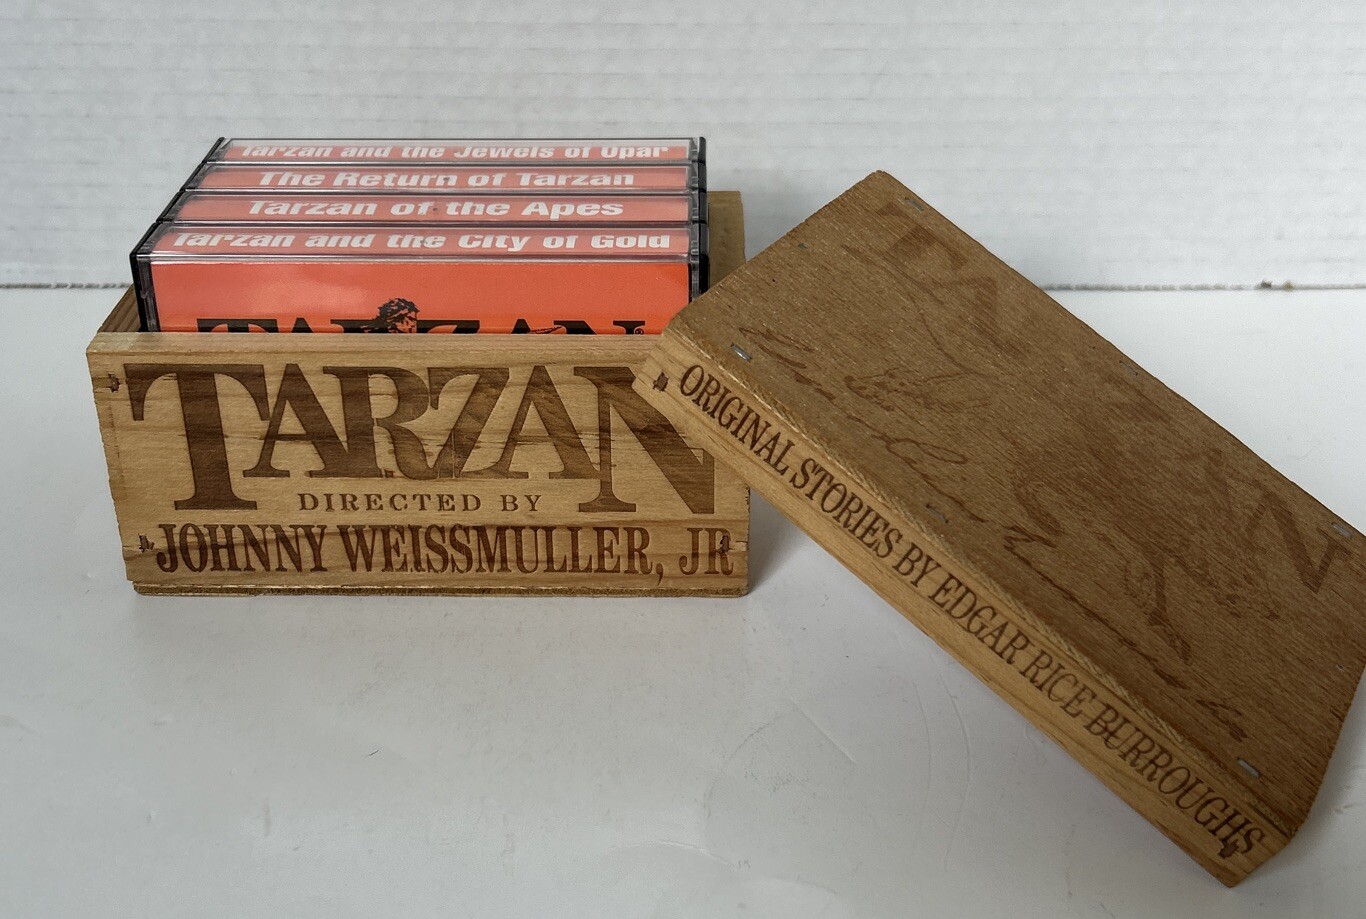 Tarzan and the Jewels of Opar
The Return of Tarzan
Tarzan of the Apes
Tarzan and the City of Gold
TARZAN®
TARZAN
DIRECTED BY
JOHNNY WEISSMULLER, JR
ORIGINAL STORIES BY EDGAR RICE BURROUGHS